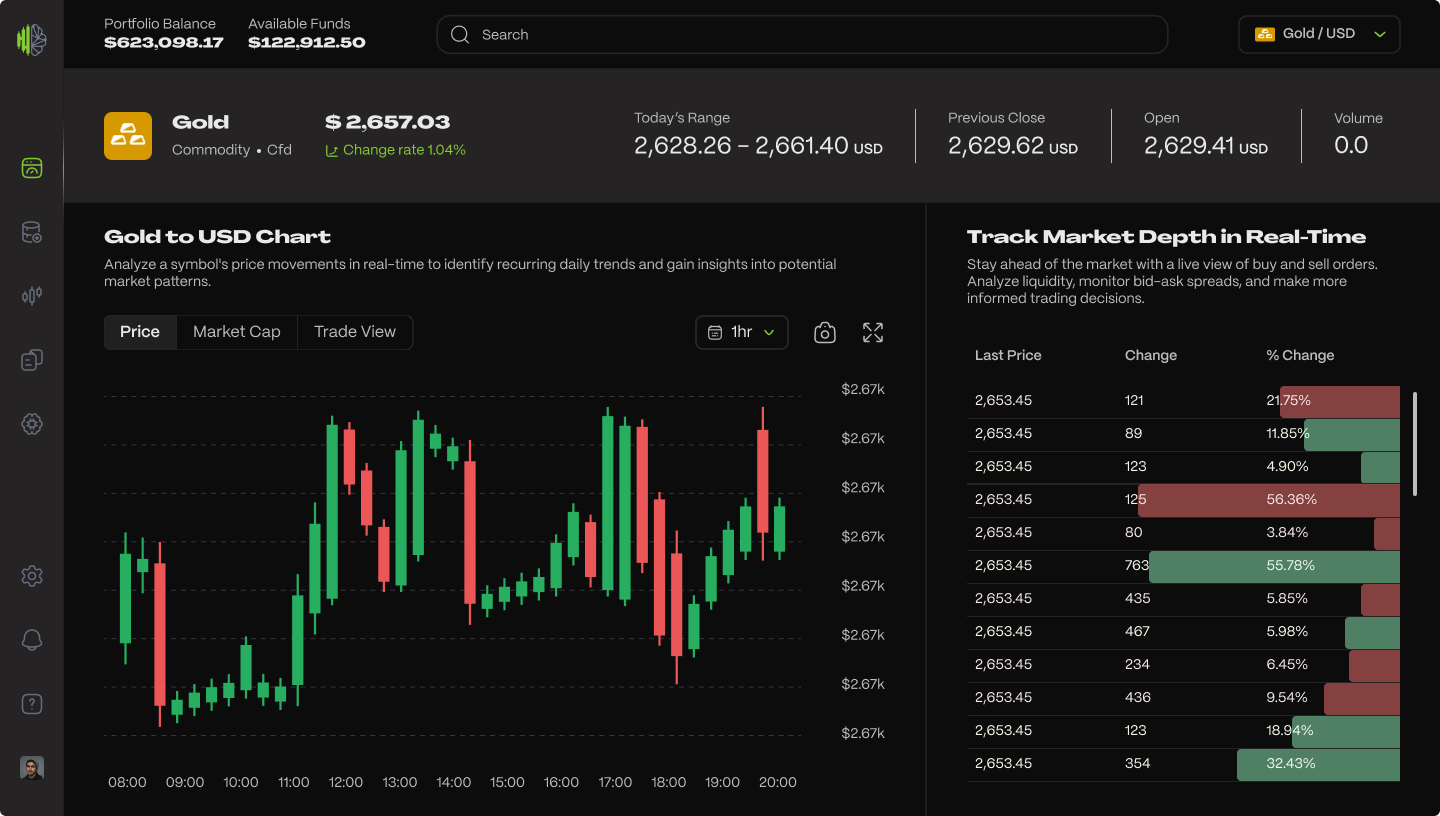 Portfolio Balance
$623,098.17
Available Funds
$122,912.50
Search
Gold / USD
Gold
Commodity • Cfd
$ 2,657.03
Change rate 1.04%
Today's Range
2,628.26 – 2,661.40 USD
Previous Close
2,629.62 USD
Open
2,629.41 USD
Volume
0.0
Gold to USD Chart
Analyze a symbol's price movements in real-time to identify recurring daily trends and gain insights into potential
market patterns.
Price
Market Cap
Trade View
1hr
$2.67k
$2.67k
$2.67k
$2.67k
$2.67k
$2.67k
$2.67k
$2.67k
08:00 09:00 10:00 11:00 12:00 13:00 14:00 15:00 16:00 17:00 18:00 19:00 20:00
?
Track Market Depth in Real-Time
Stay ahead of the market with a live view of buy and sell orders.
Analyze liquidity, monitor bid-ask spreads, and make more
informed trading decisions.
Last Price Change % Change
2,653.45 121 21.75%
2,653.45 89 11.85%
2,653.45 123 4.90%
2,653.45 125 56.36%
2,653.45 80 3.84%
2,653.45 763 55.78%
2,653.45 435 5.85%
2,653.45 467 5.98%
2,653.45 234 6.45%
2,653.45 436 9.54%
2,653.45 123 18.94%
2,653.45 354 32.43%